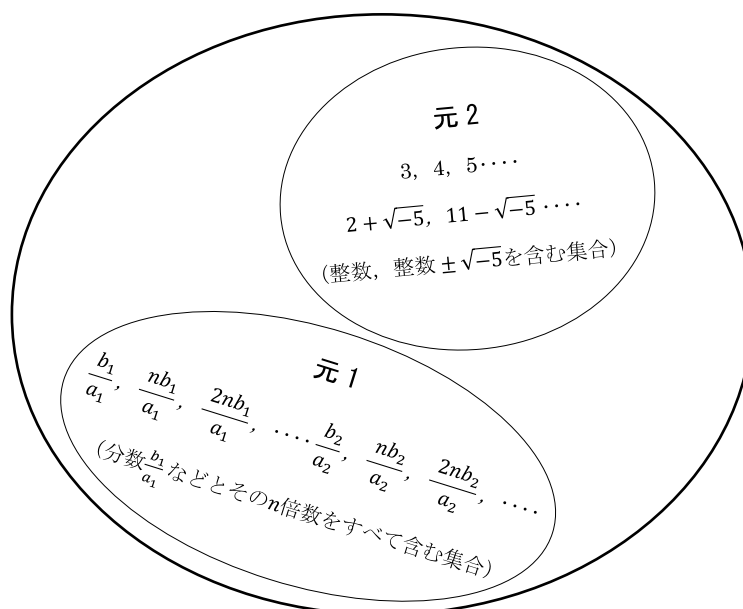 元 2
3, 4, 5····
2 + √−5, 11 − √−5 ····
(整数, 整数 ± √−5を含む集合)
元 1
b₁/a₁, nb₁/a₁, 2nb₁/a₁, ···· b₂/a₂, nb₂/a₂, 2nb₂/a₂, ····
(分数b₁/a₁などとそのn倍数をすべて含む集合)